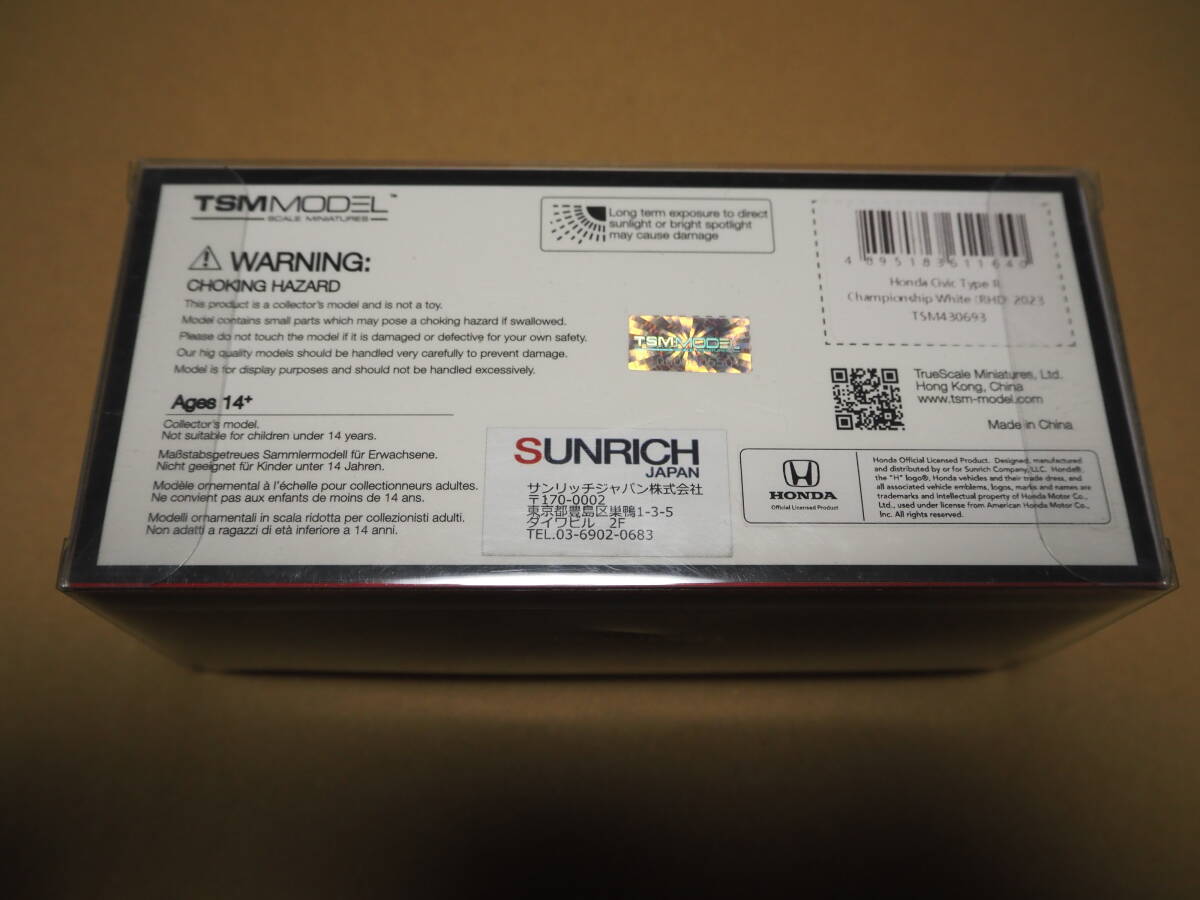 TSMMODEL™
SCALE MINIATURES
WARNING:
CHOKING HAZARD
This product is a collector's model and is not a toy.
Model contains small parts which may pose a choking hazard if swallowed.
Please do not touch the model if it is damaged or defective for your own safety.
Our hig quality models should be handled very carefully to prevent damage.
Model is for display purposes and should not be handled excessively.
Ages 14+
Collector's model.
Not suitable for children under 14 years.
Maßstabsgetreues Sammlermodell für Erwachsene.
Nicht geeignet für Kinder unter 14 Jahren.
Modèle ornemental à l'échelle pour collectionneurs adultes.
Ne convient pas aux enfants de moins de 14 ans.
Modelli ornamentali in scala ridotta per collezionisti adulti.
Non adatti a ragazzi di età inferiore a 14 anni.
Long term exposure to direct
sunlight or bright spotlight
may cause damage
TSMMODEL
SUNRICH
JAPAN
サンリッチジャパン株式会社
〒170-0002
東京都豊島区巣鴨1-3-5
ダイワビル 2F
TEL.03-6902-0683
4 895183 611640
Honda Civic Type R
Championship White (RHD) 2023
TSM430693
TrueScale Miniatures, Ltd.
Hong Kong, China
www.tsm-model.com
Made in China
HONDA
Official Licensed Product
Honda Official Licensed Product. Designed, manufactured
and distributed by or for Sunrich Company, LLC. Honda®,
the "H" logo®, Honda vehicles and their trade dress, and
all associated vehicle emblems, logos, marks and names are
trademarks and intellectual property of Honda Motor Co.,
Ltd., used under license from American Honda Motor Co.,
Inc. All rights reserved.